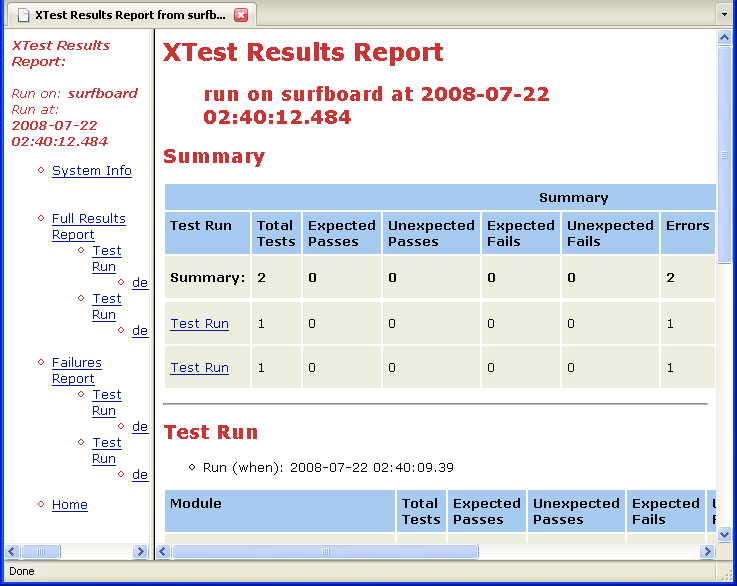 XTest Results Report from surfb...
XTest Results
Report:
Run on: surfboard
Run at:
2008-07-22
02:40:12.484
System Info
Full Results
Report
Test
Run
de
Test
Run
de
Failures
Report
Test
Run
de
Test
Run
de
Home
XTest Results Report
run on surfboard at 2008-07-22
02:40:12.484
Summary
Summary
Test Run Total Tests Expected Passes Unexpected Passes Expected Fails Unexpected Fails Errors
Summary: 2 0 0 0 0 2
Test Run 1 0 0 0 0 1
Test Run 1 0 0 0 0 1
Test Run
Run (when): 2008-07-22 02:40:09.39
Module Total Tests Expected Passes Unexpected Passes Expected Fails
Done